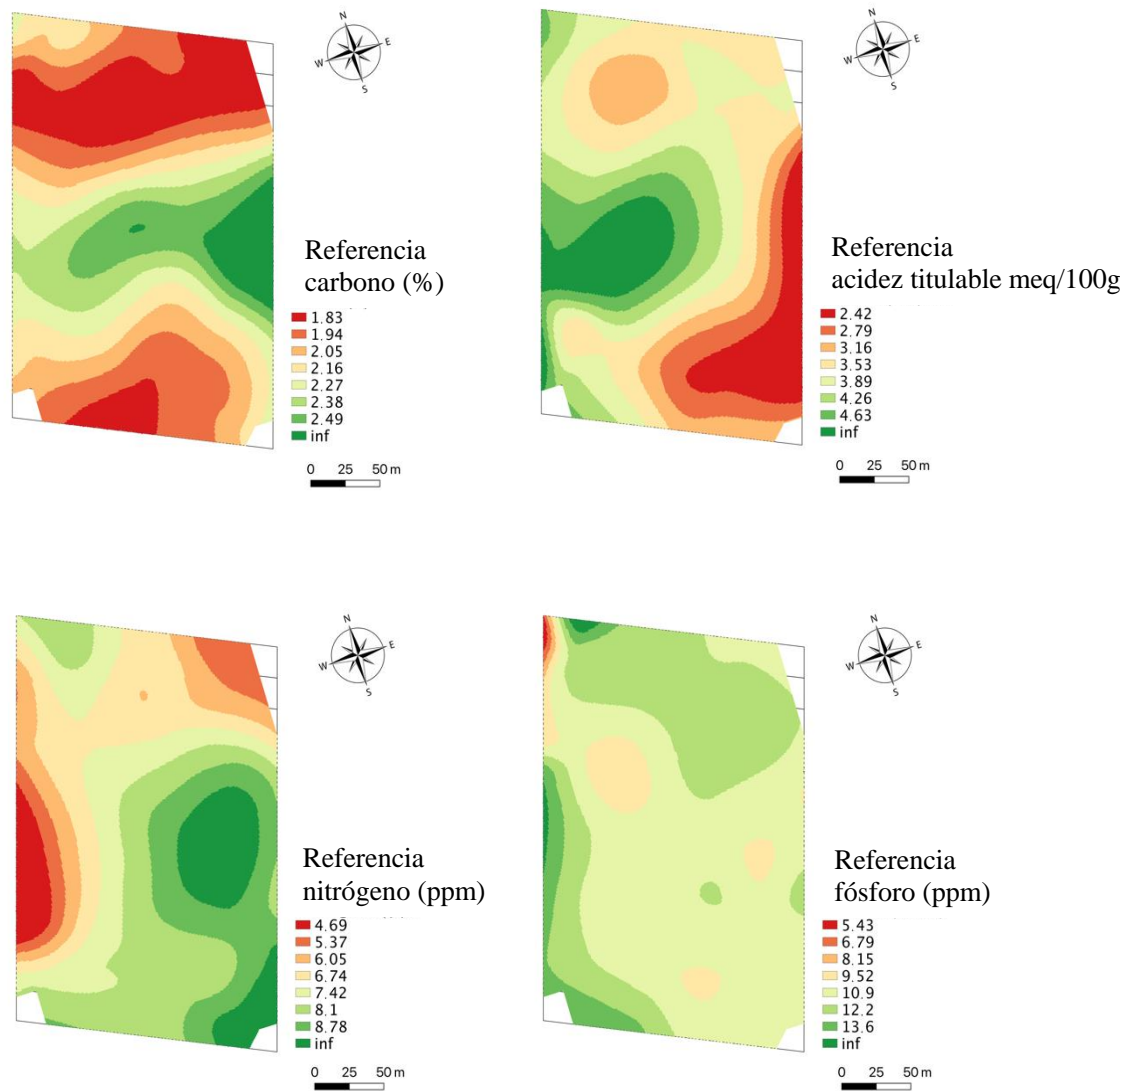 N
E
W
S
Referencia
carbono (%)
1.83
1.94
2.05
2.16
2.27
2.38
2.49
inf
0 25 50 m
N
E
W
S
Referencia
acidez titulable meq/100g
2.42
2.79
3.16
3.53
3.89
4.26
4.63
inf
0 25 50 m
N
E
W
S
Referencia
nitrógeno (ppm)
4.69
5.37
6.05
6.74
7.42
8.1
8.78
inf
0 25 50 m
N
E
W
S
Referencia
fósforo (ppm)
5.43
6.79
8.15
9.52
10.9
12.2
13.6
inf
0 25 50 m